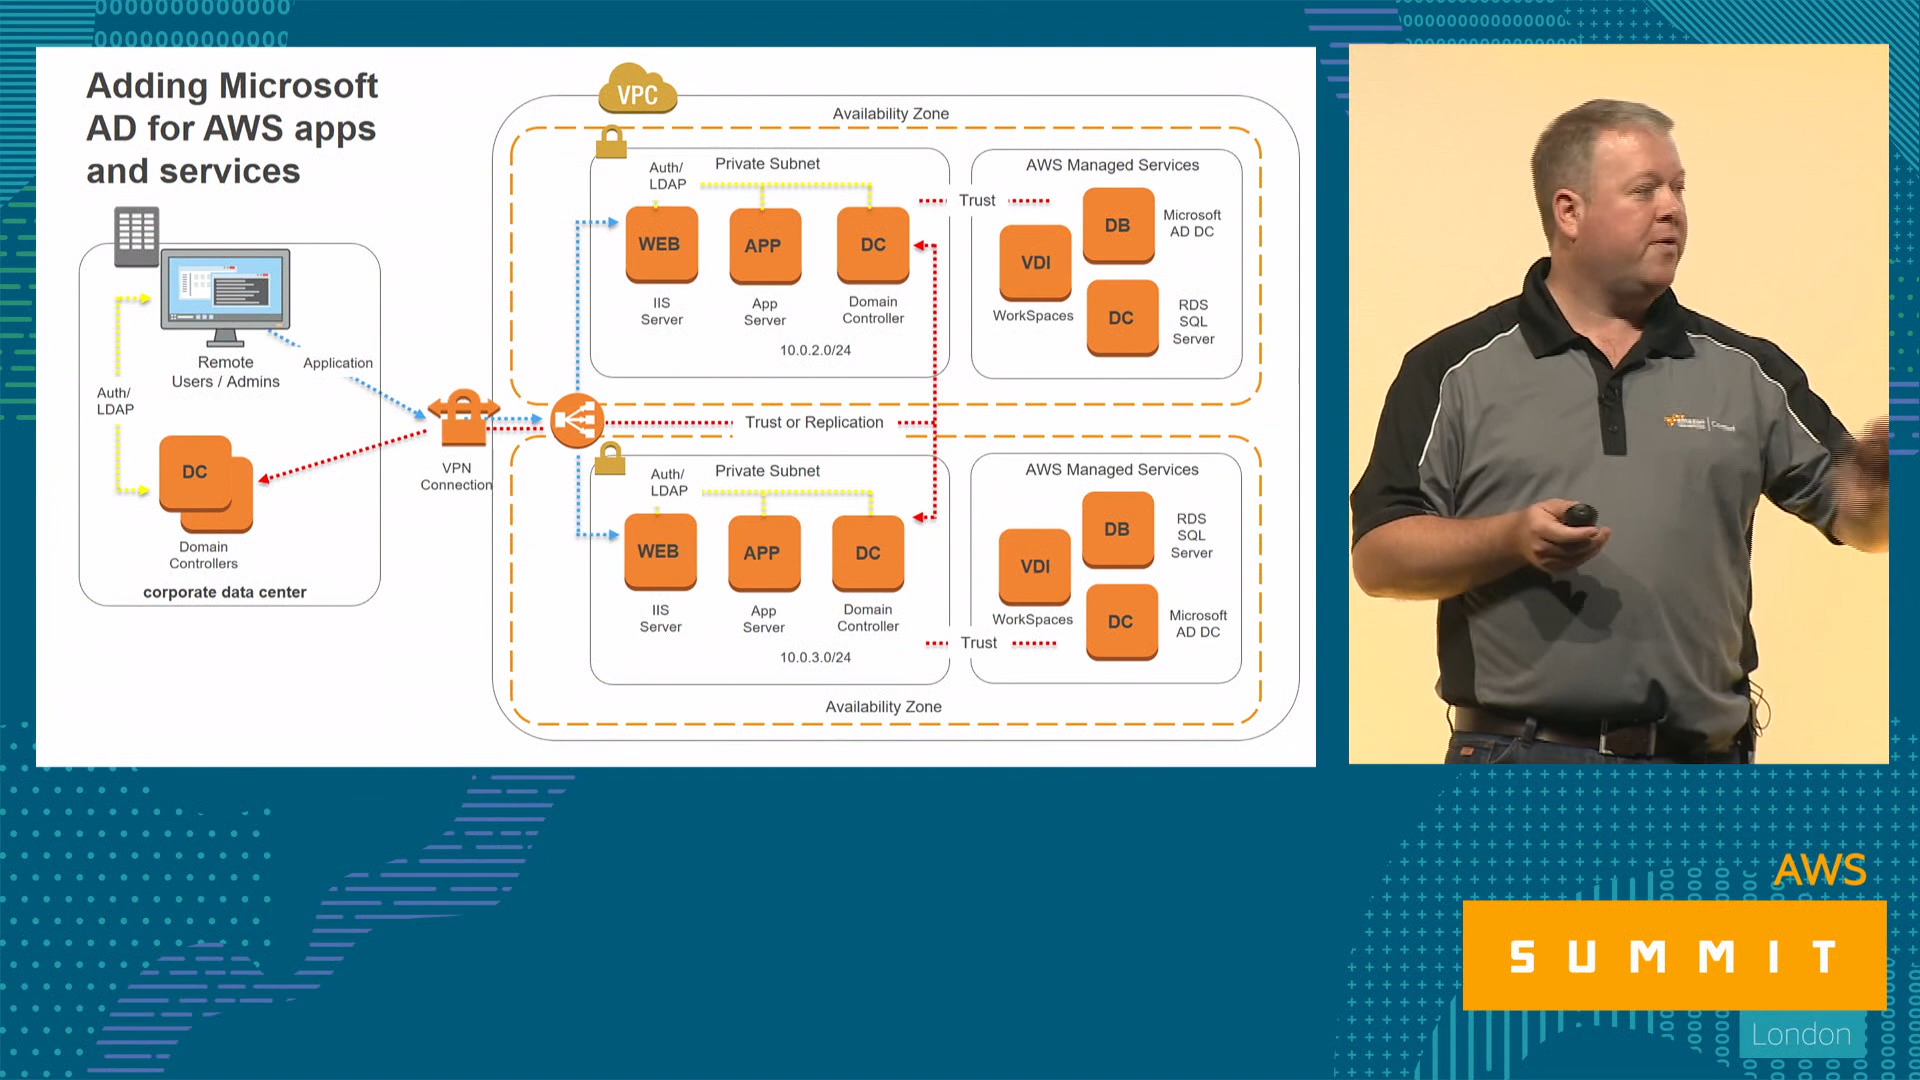 Adding Microsoft
AD for AWS apps
and services
VPC
Availability Zone
Private Subnet
Auth/
LDAP
WEB
APP
DC
IIS
Server
App
Server
Domain
Controller
10.0.2.0/24
Trust
AWS Managed Services
VDI
WorkSpaces
DB
Microsoft
AD DC
DC
RDS
SQL
Server
Remote
Users / Admins
Application
Auth/
LDAP
DC
Domain
Controllers
corporate data center
VPN
Connection
Trust or Replication
Private Subnet
Auth/
LDAP
WEB
APP
DC
IIS
Server
App
Server
Domain
Controller
10.0.3.0/24
Trust
AWS Managed Services
VDI
WorkSpaces
DB
RDS
SQL
Server
DC
Microsoft
AD DC
Availability Zone
AWS
SUMMIT
London